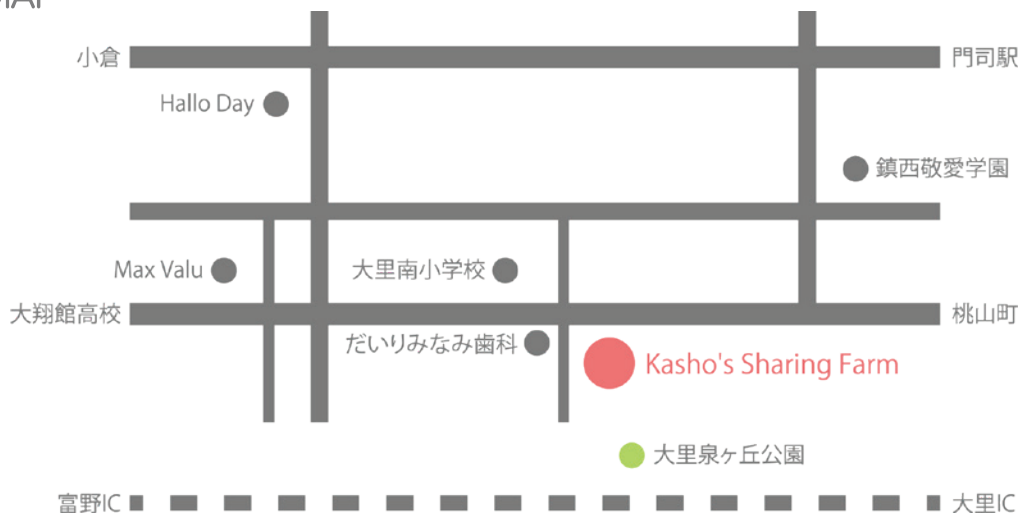 MAP
小倉
門司駅
Hallo Day
鎮西敬愛学園
Max Valu
大里南小学校
大翔館高校
桃山町
だいりみなみ歯科
Kasho's Sharing Farm
大里泉ヶ丘公園
富野IC
大里IC